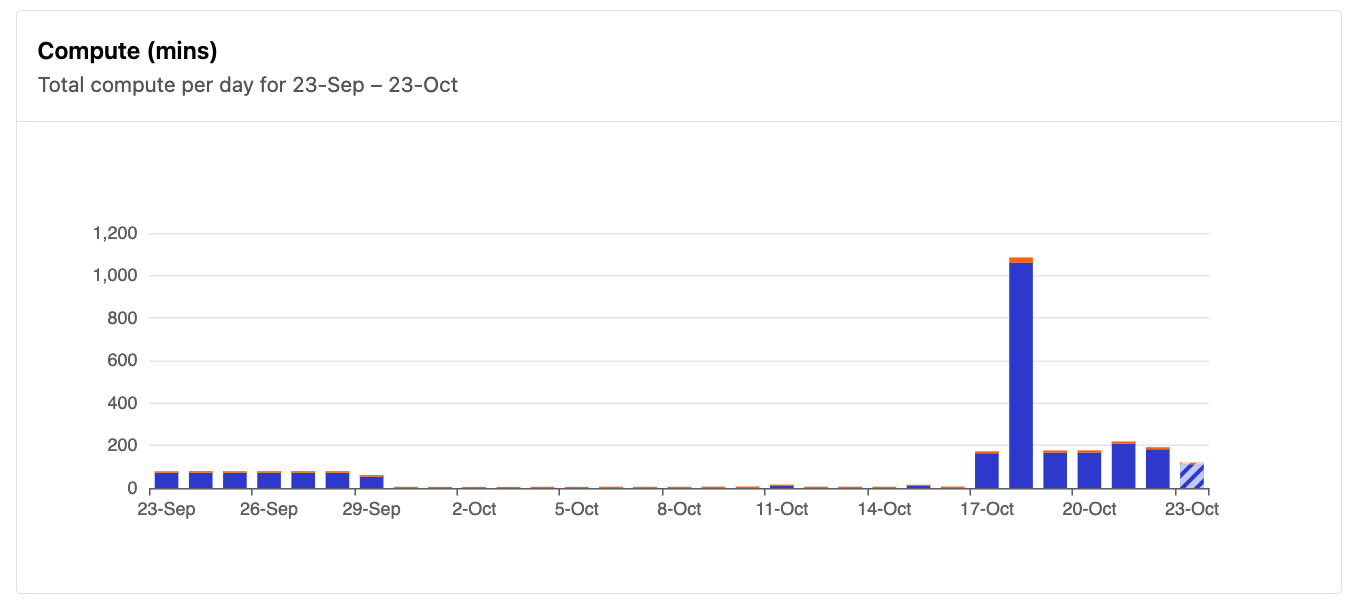 Compute (mins)
Total compute per day for 23-Sep – 23-Oct
1,200
1,000
800
600
400
200
0
23-Sep 26-Sep 29-Sep 2-Oct 5-Oct 8-Oct 11-Oct 14-Oct 17-Oct 20-Oct 23-Oct